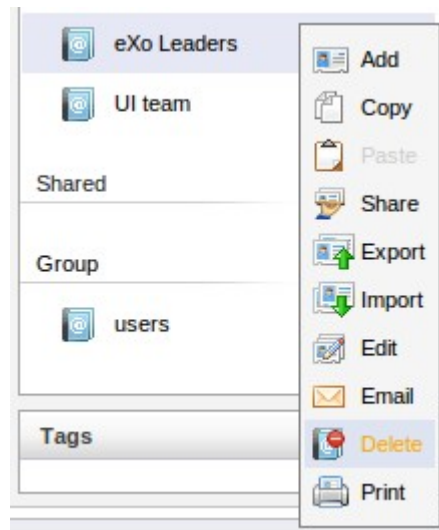 eXo Leaders
UI team
Shared
Group
users
Tags
Add
Copy
Paste
Share
Export
Import
Edit
Email
Delete
Print